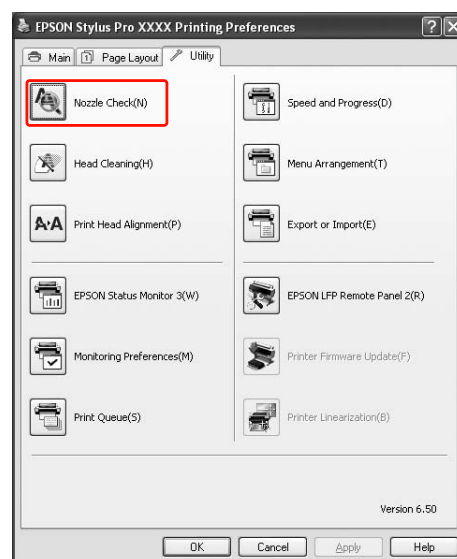 EPSON Stylus Pro XXXX Printing Preferences
Main
Page Layout
Utility
Nozzle Check(N)
Speed and Progress(D)
Head Cleaning(H)
Menu Arrangement(T)
A·A
Print Head Alignment(P)
Export or Import(E)
EPSON Status Monitor 3(W)
EPSON LFP Remote Panel 2(R)
Monitoring Preferences(M)
Printer Firmware Update(F)
Print Queue(S)
Printer Linearization(B)
Version 6.50
OK
Cancel
Apply
Help